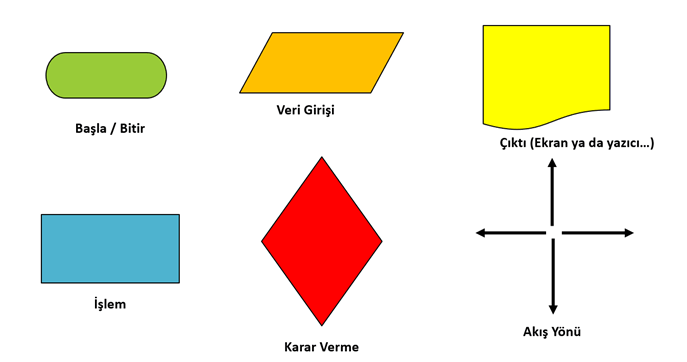 Başla / Bitir
Veri Girişi
Çıktı (Ekran ya da yazıcı...)
İşlem
Karar Verme
Akış Yönü